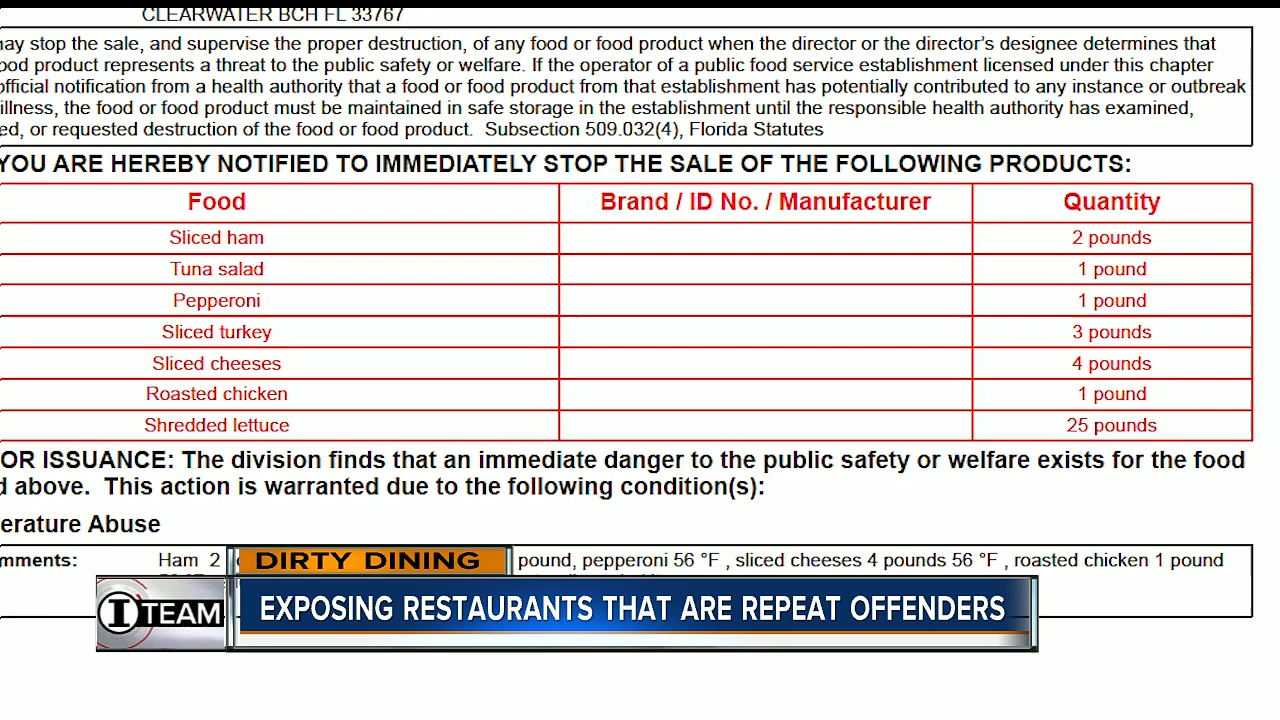 CLEARWATER BCH FL 33767
may stop the sale, and supervise the proper destruction, of any food or food product when the director or the director's designee determines that
food product represents a threat to the public safety or welfare. If the operator of a public food service establishment licensed under this chapter
official notification from a health authority that a food or food product from that establishment has potentially contributed to any instance or outbreak
illness, the food or food product must be maintained in safe storage in the establishment until the responsible health authority has examined,
ed, or requested destruction of the food or food product. Subsection 509.032(4), Florida Statutes
YOU ARE HEREBY NOTIFIED TO IMMEDIATELY STOP THE SALE OF THE FOLLOWING PRODUCTS:
Food Brand / ID No. / Manufacturer Quantity
Sliced ham 2 pounds
Tuna salad 1 pound
Pepperoni 1 pound
Sliced turkey 3 pounds
Sliced cheeses 4 pounds
Roasted chicken 1 pound
Shredded lettuce 25 pounds
OR ISSUANCE: The division finds that an immediate danger to the public safety or welfare exists for the food
d above. This action is warranted due to the following condition(s):
erature Abuse
mments: Ham 2 pound, pepperoni 56 °F , sliced cheeses 4 pounds 56 °F , roasted chicken 1 pound
DIRTY DINING
I TEAM
EXPOSING RESTAURANTS THAT ARE REPEAT OFFENDERS